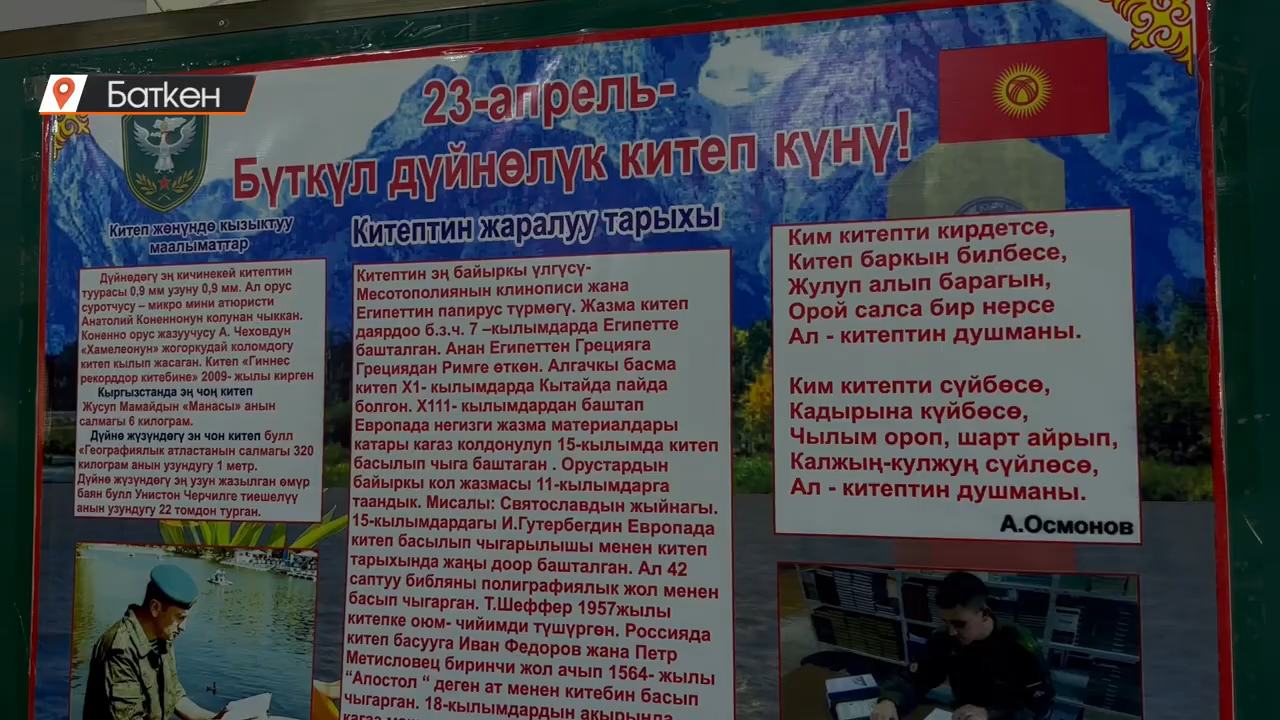 Баткен
23-апрель-
Бүткүл дүйнөлүк китеп күнү!
Китеп жөнүндө кызыктуу
маалыматтар
Дүйнөдөгү эң кичинекей китептин
туурасы 0,9 мм узуну 0,9 мм. Ал орус
суротчусу – микро мини атюристи
Анатолий Коненнонун колунан чыккан.
Коненно орус жазуучусу А. Чеховдун
«Хамелеонун» жогоркудай коломдогу
китеп кылып жасаган. Китеп «Гиннес
рекорддор китебине» 2009- жылы кирген
Кыргызстанда эң чоң китеп
Жусуп Мамайдын «Манасы» анын
салмагы 6 килограм.
Дүйнө жүзүндөгү эн чон китеп булл
«Географиялык атластанын салмагы 320
килограм анын узундугу 1 метр.
Дүйнө жүзүндөгү эң узун жазылган өмүр
баян булл Унистон Черчилге тиешелүү
анын узундугу 22 томдон турган.
Китептин жаралуу тарыхы
Китептин эң байыркы үлгүсү-
Месотополиянын клинописи жана
Египеттин папирус түрмөгү. Жазма китеп
даярдоо б.з.ч. 7 –кылымдарда Египетте
башталган. Анан Египеттен Грецияга
Грециядан Римге өткөн. Алгачкы басма
китеп X1- кылымдарда Кытайда пайда
болгон. X111- кылымдардан баштап
Европада негизги жазма материалдары
катары кагаз колдонулуп 15-кылымда китеп
басылып чыга баштаган . Орустардын
байыркы кол жазмасы 11-кылымдарга
таандык. Мисалы: Святославдын жыйнагы.
15-кылымдардагы И.Гутербегдин Европада
китеп басылып чыгарылышы менен китеп
тарыхында жаңы доор башталган. Ал 42
саптуу библяны полиграфиялык жол менен
басып чыгарган. Т.Шеффер 1957жылы
китепке оюм- чийимди түшүргөн. Россияда
китеп басууга Иван Федоров жана Петр
Метисловец биринчи жол ачып 1564- жылы
“Апостол “ деген ат менен китебин басып
чыгарган. 18-кылымдардын акырында
Ким китепти кирдетсе,
Китеп баркын билбесе,
Жулуп алып барагын,
Орой салса бир нерсе
Ал - китептин душманы.
Ким китепти сүйбөсө,
Кадырына күйбөсө,
Чылым ороп, шарт айрып,
Калжың-кулжуң сүйлөсө,
Ал - китептин душманы.
А.Осмонов